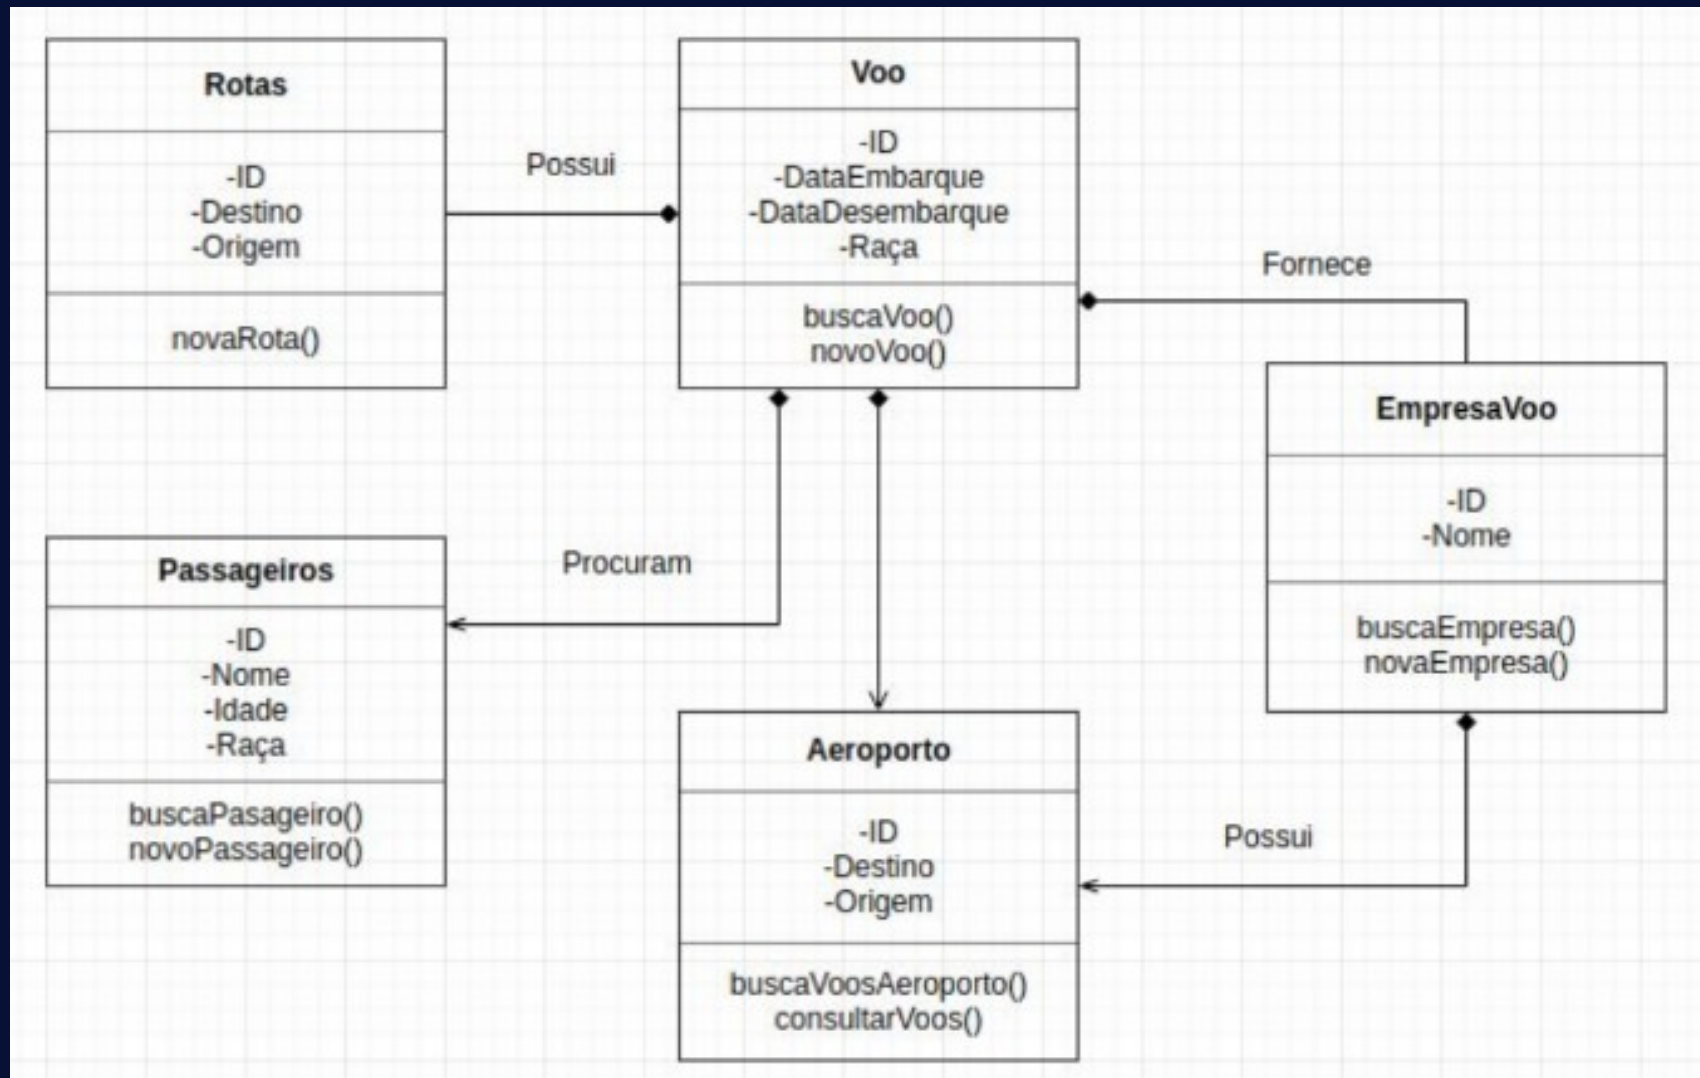 Rotas
-ID
-Destino
-Origem
novaRota()
Possui
Voo
-ID
-DataEmbarque
-DataDesembarque
-Raça
buscaVoo()
novoVoo()
Fornece
EmpresaVoo
-ID
-Nome
buscaEmpresa()
novaEmpresa()
Passageiros
-ID
-Nome
-Idade
-Raça
buscaPasageiro()
novoPassageiro()
Procuram
Aeroporto
-ID
-Destino
-Origem
buscaVoosAeroporto()
consultarVoos()
Possui